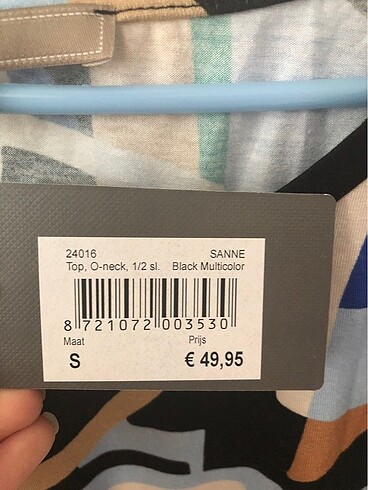 24016 SANNE
Top, O-neck, 1/2 sl. Black Multicolor
8 721072 003530
Maat Prijs
S € 49,95